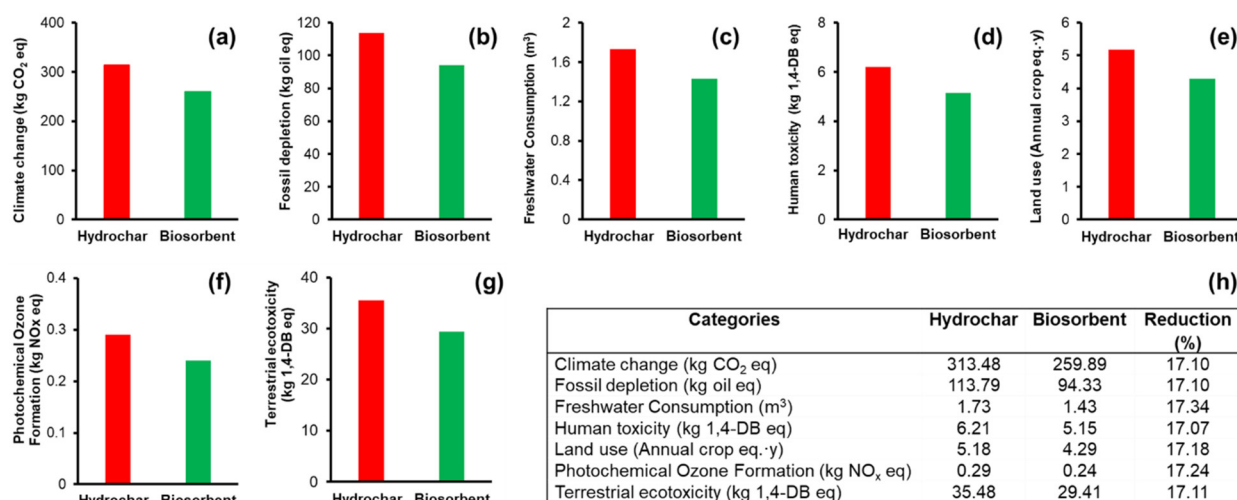 (a)
Climate change (kg CO₂ eq)
400
300
200
100
0
Hydrochar Biosorbent
(b)
Fossil depletion (kg oil eq)
120
100
80
60
40
20
0
Hydrochar Biosorbent
(c)
Freshwater Consumption (m³)
2
1.6
1.2
0.8
0.4
0
Hydrochar Biosorbent
(d)
Human toxicity (kg 1,4-DB eq)
8
6
4
2
0
Hydrochar Biosorbent
(e)
Land use (Annual crop eq.·y)
6
5
4
3
2
1
0
Hydrochar Biosorbent
(f)
Photochemical Ozone
Formation (kg NOx eq)
0.4
0.3
0.2
0.1
0
Hydrochar Biosorbent
(g)
Terrestrial ecotoxicity
(kg 1,4-DB eq)
40
30
20
10
0
Hydrochar Biosorbent
(h)
Categories Hydrochar Biosorbent Reduction
(%)
Climate change (kg CO₂ eq) 313.48 259.89 17.10
Fossil depletion (kg oil eq) 113.79 94.33 17.10
Freshwater Consumption (m³) 1.73 1.43 17.34
Human toxicity (kg 1,4-DB eq) 6.21 5.15 17.07
Land use (Annual crop eq.·y) 5.18 4.29 17.18
Photochemical Ozone Formation (kg NOₓ eq) 0.29 0.24 17.24
Terrestrial ecotoxicity (kg 1,4-DB eq) 35.48 29.41 17.11